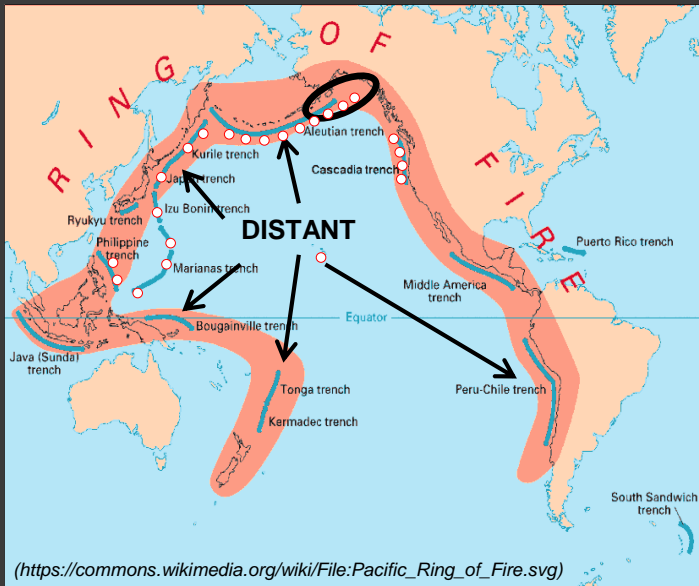 RING OF FIRE
Aleutian trench
Kurile trench
Cascadia trench
Japan trench
Izu Bonin trench
Ryukyu trench
DISTANT
Philippine
trench
Puerto Rico trench
Marianas trench
Middle America
trench
Equator
Bougainville trench
Java (Sunda)
trench
Tonga trench
Peru-Chile trench
Kermadec trench
South Sandwich
trench
(https://commons.wikimedia.org/wiki/File:Pacific_Ring_of_Fire.svg)